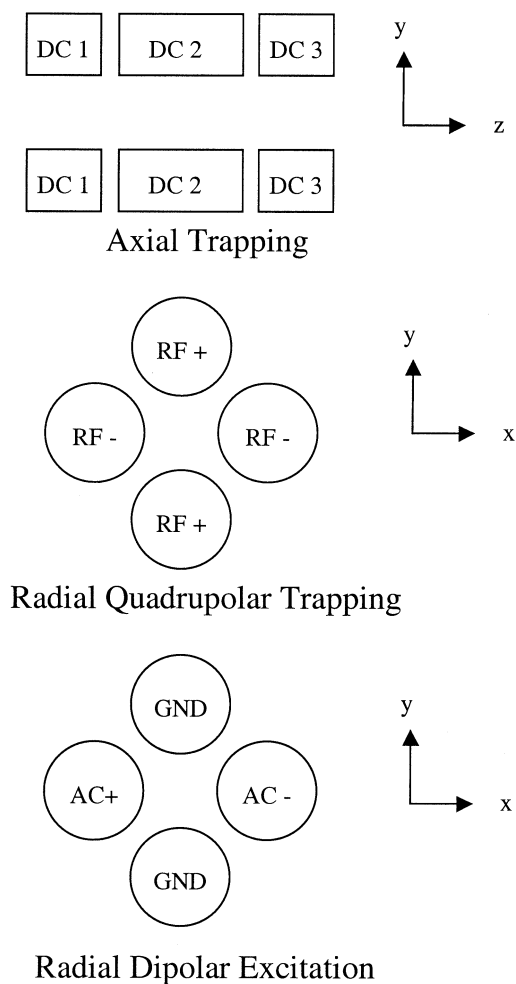 DC 1 DC 2 DC 3
y
z
DC 1 DC 2 DC 3
Axial Trapping
RF +
y
RF - RF - x
RF +
Radial Quadrupolar Trapping
GND
y
AC+ AC - x
GND
Radial Dipolar Excitation